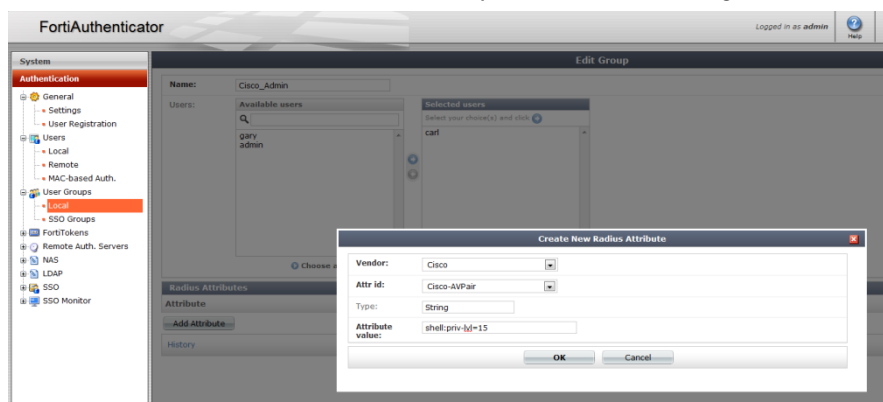 FortiAuthenticator
Logged in as admin
Help
System
Authentication
General
Settings
User Registration
Users
Local
Remote
MAC-based Auth.
User Groups
Local
SSO Groups
FortiTokens
Remote Auth. Servers
NAS
LDAP
SSO
SSO Monitor
Edit Group
Name: Cisco_Admin
Users:
Available users
gary
admin
Choose a
Selected users
Select your choice(s) and click
carl
Radius Attributes
Attribute
Add Attribute
History
Create New Radius Attribute
Vendor: Cisco
Attr id: Cisco-AVPair
Type: String
Attribute value: shell:priv-lvl=15
OK Cancel